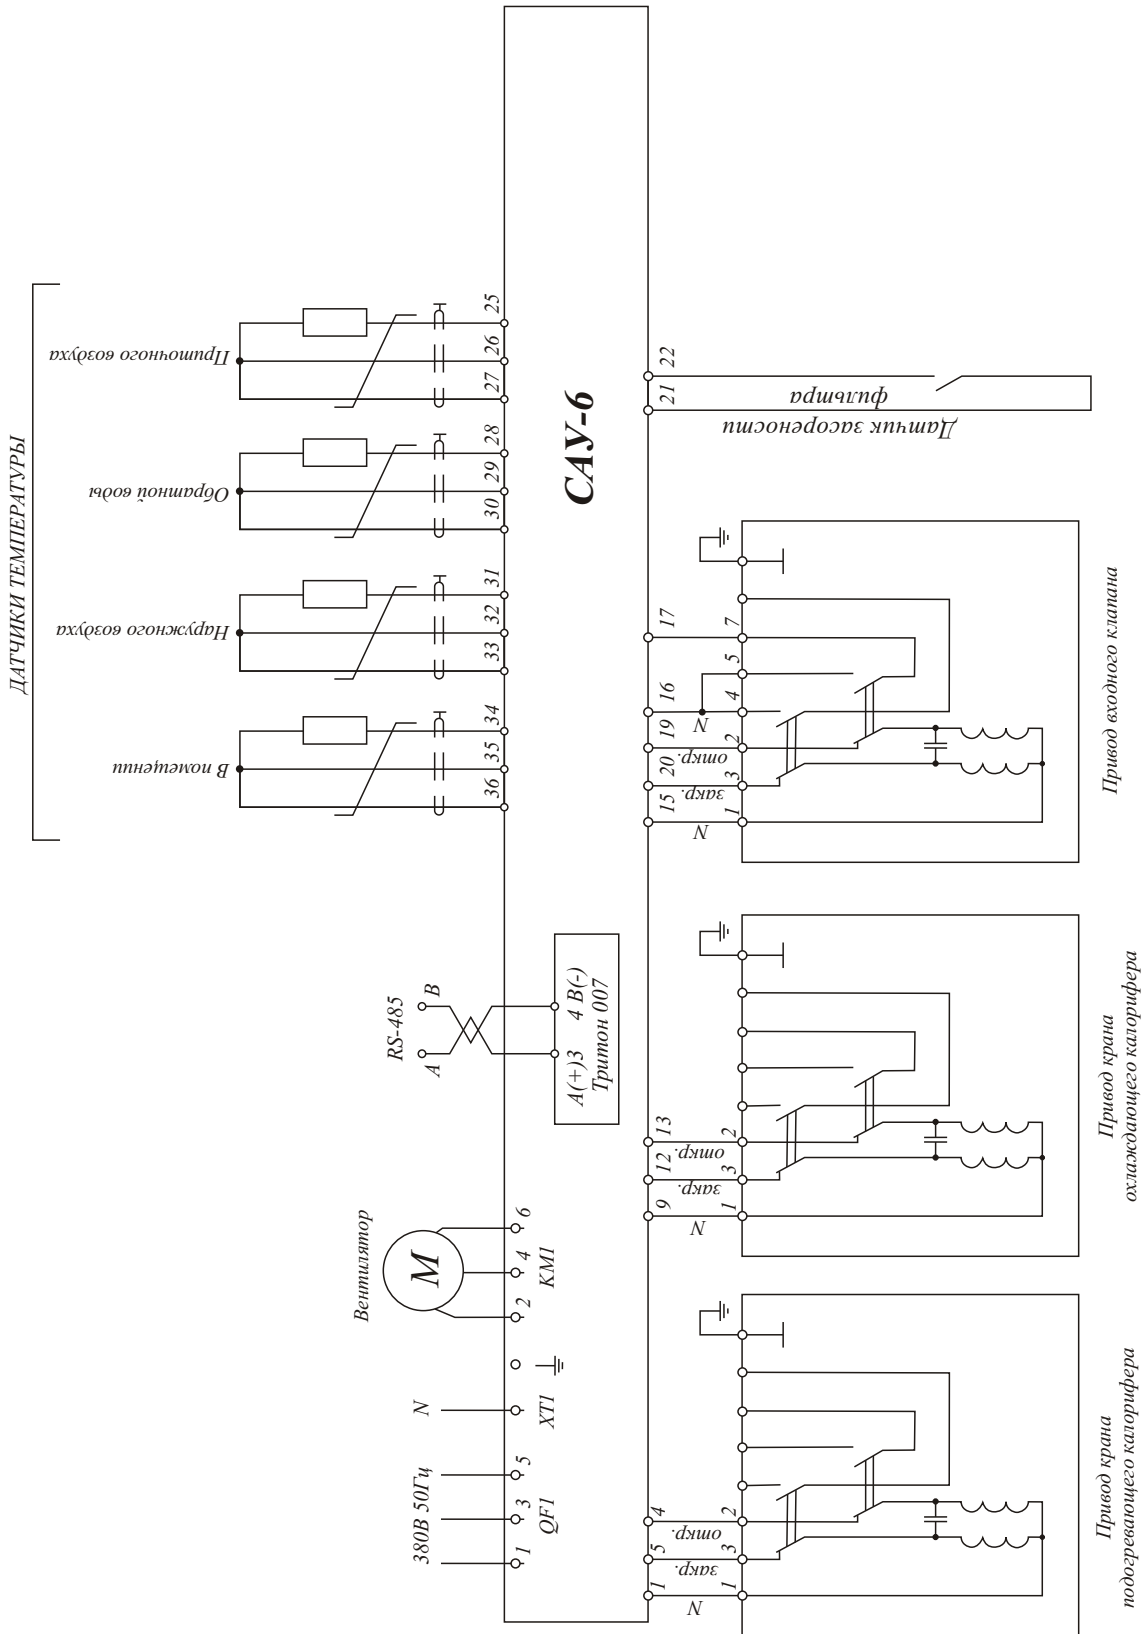 ДАТЧИКИ ТЕМПЕРАТУРЫ
Приточного воздуха
Обратной воды
Наружного воздуха
В помещении
25
26
27
28
29
30
31
32
33
34
35
36
САУ-6
RS-485
A
B
A(+)3
4 B(-)
Тритон 007
Вентилятор
М
2
4
6
КМ1
N
ХТ1
380В 50Гц
1
3
5
QF1
22
21
Датчик засорености
фильтра
17
16
19
20
15
N
откр.
закр.
N
7
5
4
2
3
1
Привод входного клапана
13
12
9
откр.
закр.
N
2
3
1
Привод крана
охлаждающего калорифера
4
5
1
откр.
закр.
N
2
3
1
Привод крана
подогревающего калорифера